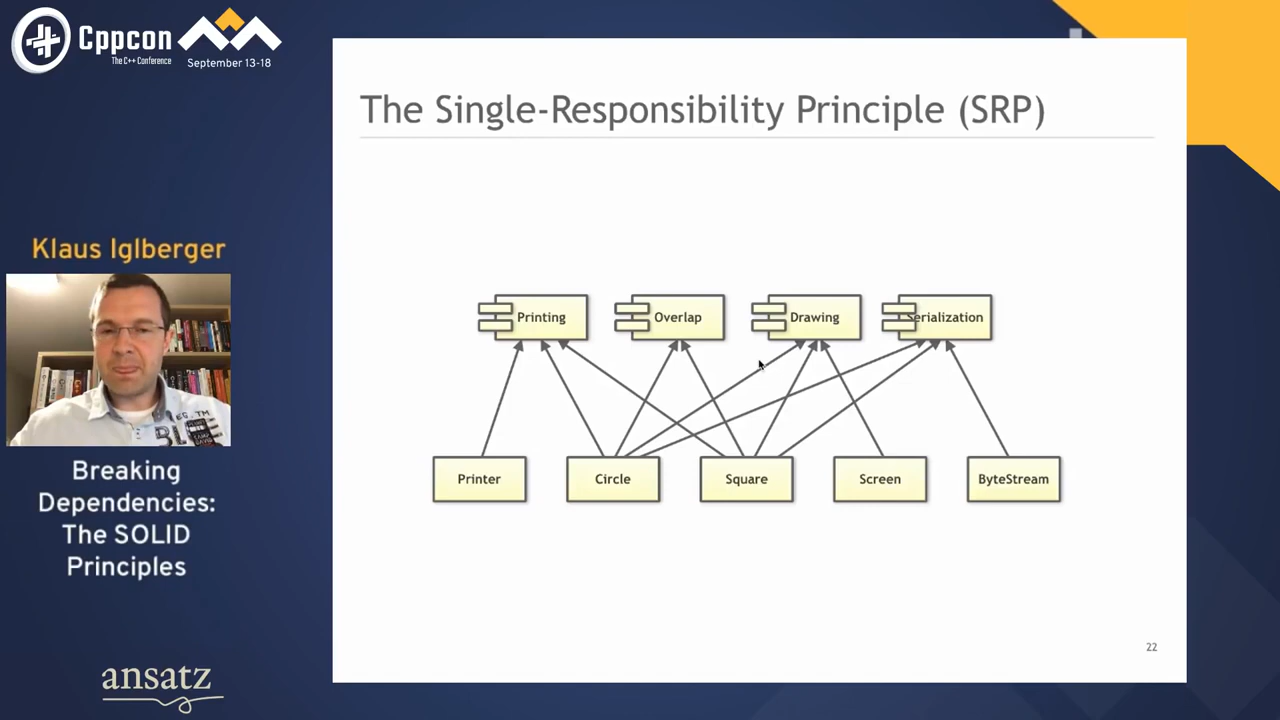 Cppcon
The C++ Conference
September 13-18
Klaus Iglberger
Breaking
Dependencies:
The SOLID
Principles
ansatz
The Single-Responsibility Principle (SRP)
Printing
Overlap
Drawing
Serialization
Printer
Circle
Square
Screen
ByteStream
22